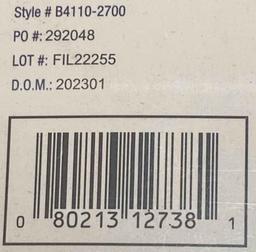 Style # B4110-2700
PO #: 292048
LOT #: FIL22255
D.O.M.: 202301
0 80213 12738 1